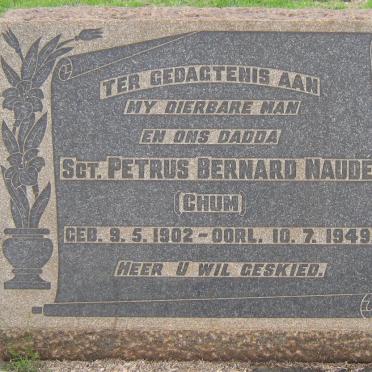 TER GEDAGTENIS AAN
MY DIERBARE MAN
EN ONS DADDA
SGT. PETRUS BERNARD NAUDE
(CHUM)
GEB. 9.5.1902 – OORL. 10.7.1949
HEER U WIL GESKIED.